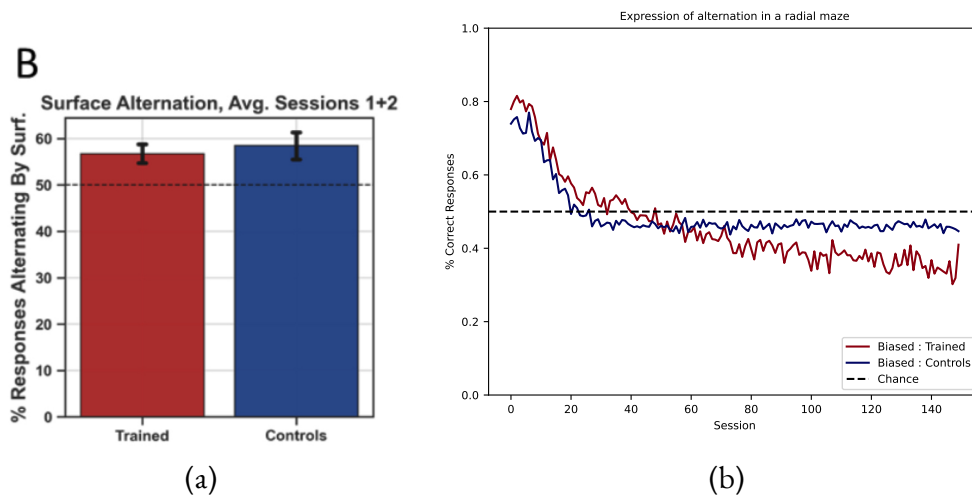 B
Surface Alternation, Avg. Sessions 1+2
% Responses Alternating By Surf.
60
50
40
30
20
10
0
Trained
Controls
(a)
Expression of alternation in a radial maze
% Correct Responses
1.0
0.8
0.6
0.4
0.2
0.0
0
20
40
60
80
100
120
140
Session
Biased : Trained
Biased : Controls
Chance
(b)